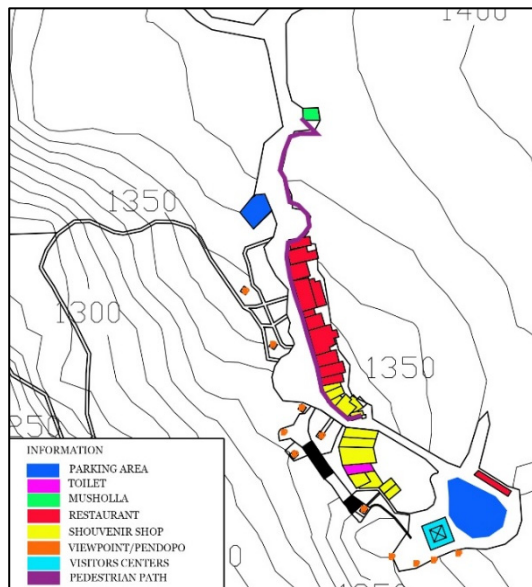 1400
1350
1300
1350
INFORMATION
PARKING AREA
TOILET
MUSHOLLA
RESTAURANT
SHOUVENIR SHOP
VIEWPOINT/PENDOPO
VISITORS CENTERS
PEDESTRIAN PATH